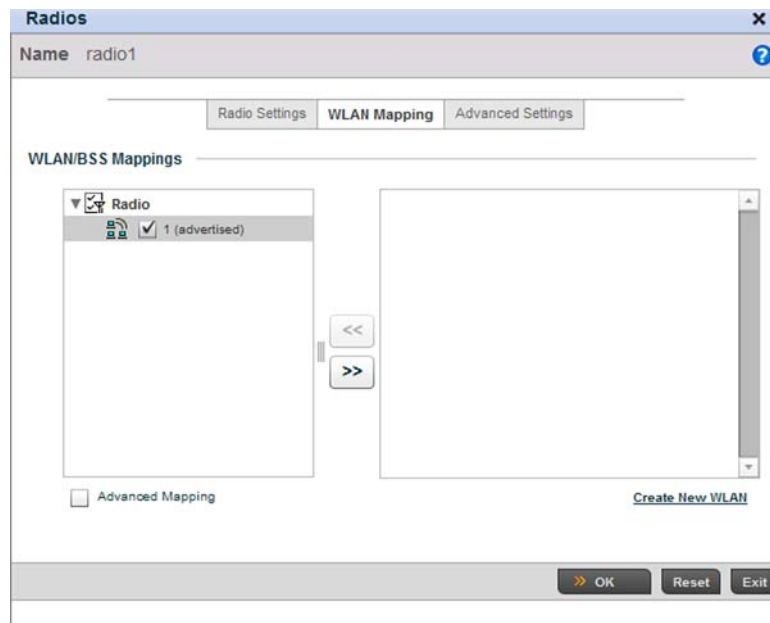 Radios
Name radio1
Radio Settings WLAN Mapping Advanced Settings
WLAN/BSS Mappings
Radio
1 (advertised)
<<
>>
Advanced Mapping
Create New WLAN
>> OK Reset Exit